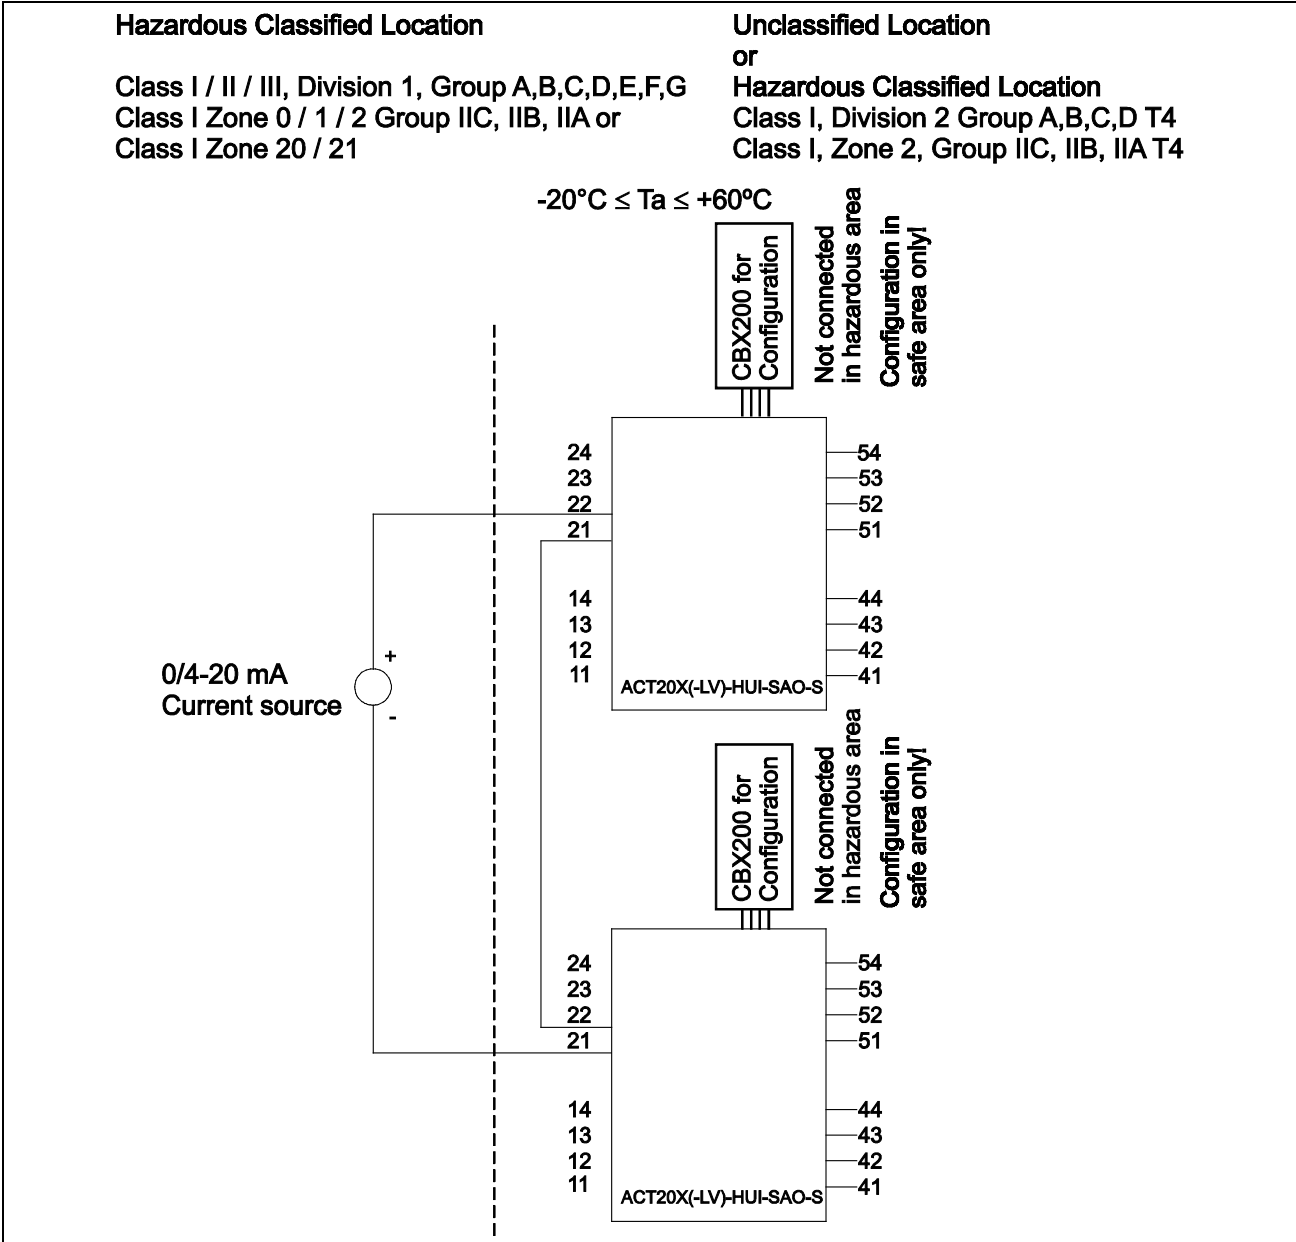 Hazardous Classified Location
Class I / II / III, Division 1, Group A,B,C,D,E,F,G
Class I Zone 0 / 1 / 2 Group IIC, IIB, IIA or
Class I Zone 20 / 21
Unclassified Location
or
Hazardous Classified Location
Class I, Division 2 Group A,B,C,D T4
Class I, Zone 2, Group IIC, IIB, IIA T4
-20°C ≤ Ta ≤ +60ºC
CBX200 for
Configuration
Not connected
in hazardous area
Configuration in
safe area only!
24
23
22
21
14
13
12
11
54
53
52
51
44
43
42
41
ACT20X(-LV)-HUI-SAO-S
0/4-20 mA
Current source
+
-
CBX200 for
Configuration
Not connected
in hazardous area
Configuration in
safe area only!
24
23
22
21
14
13
12
11
54
53
52
51
44
43
42
41
ACT20X(-LV)-HUI-SAO-S